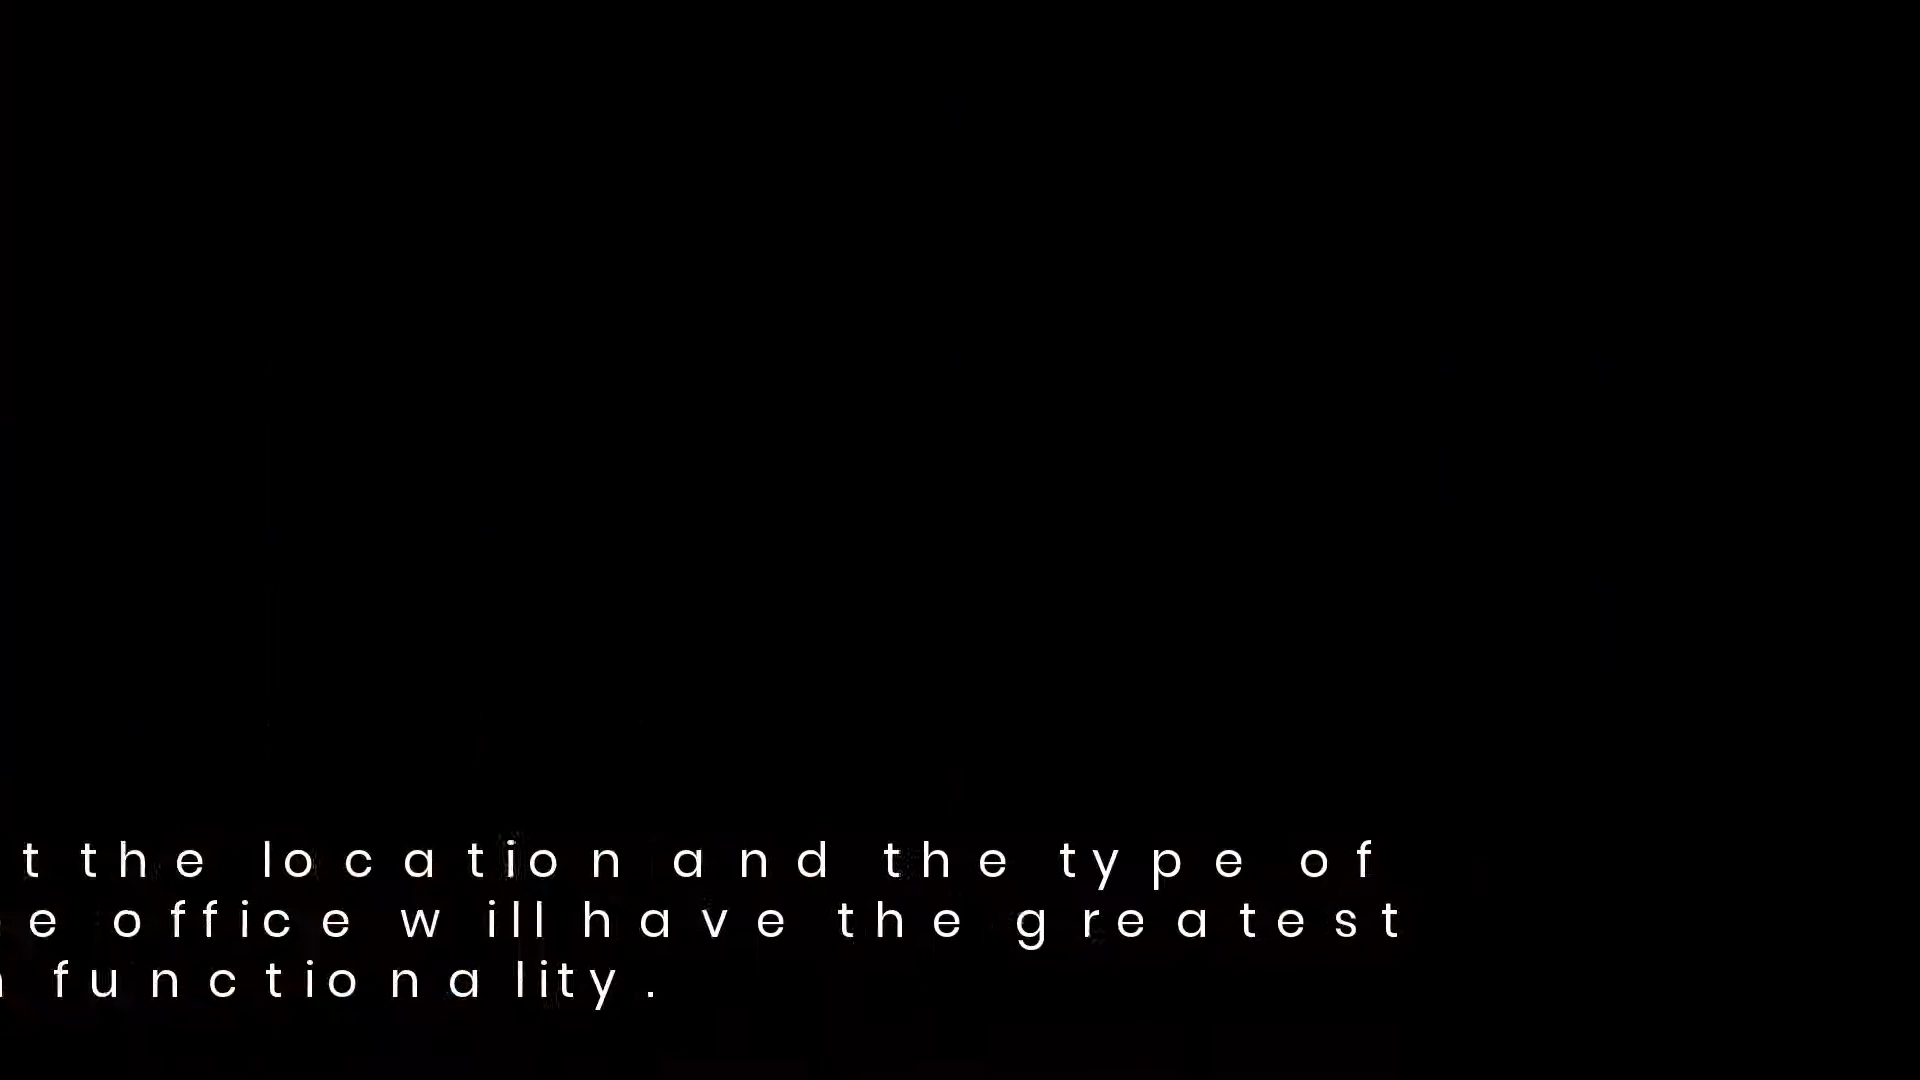 the location and the type of
office will have the greatest
functionality.